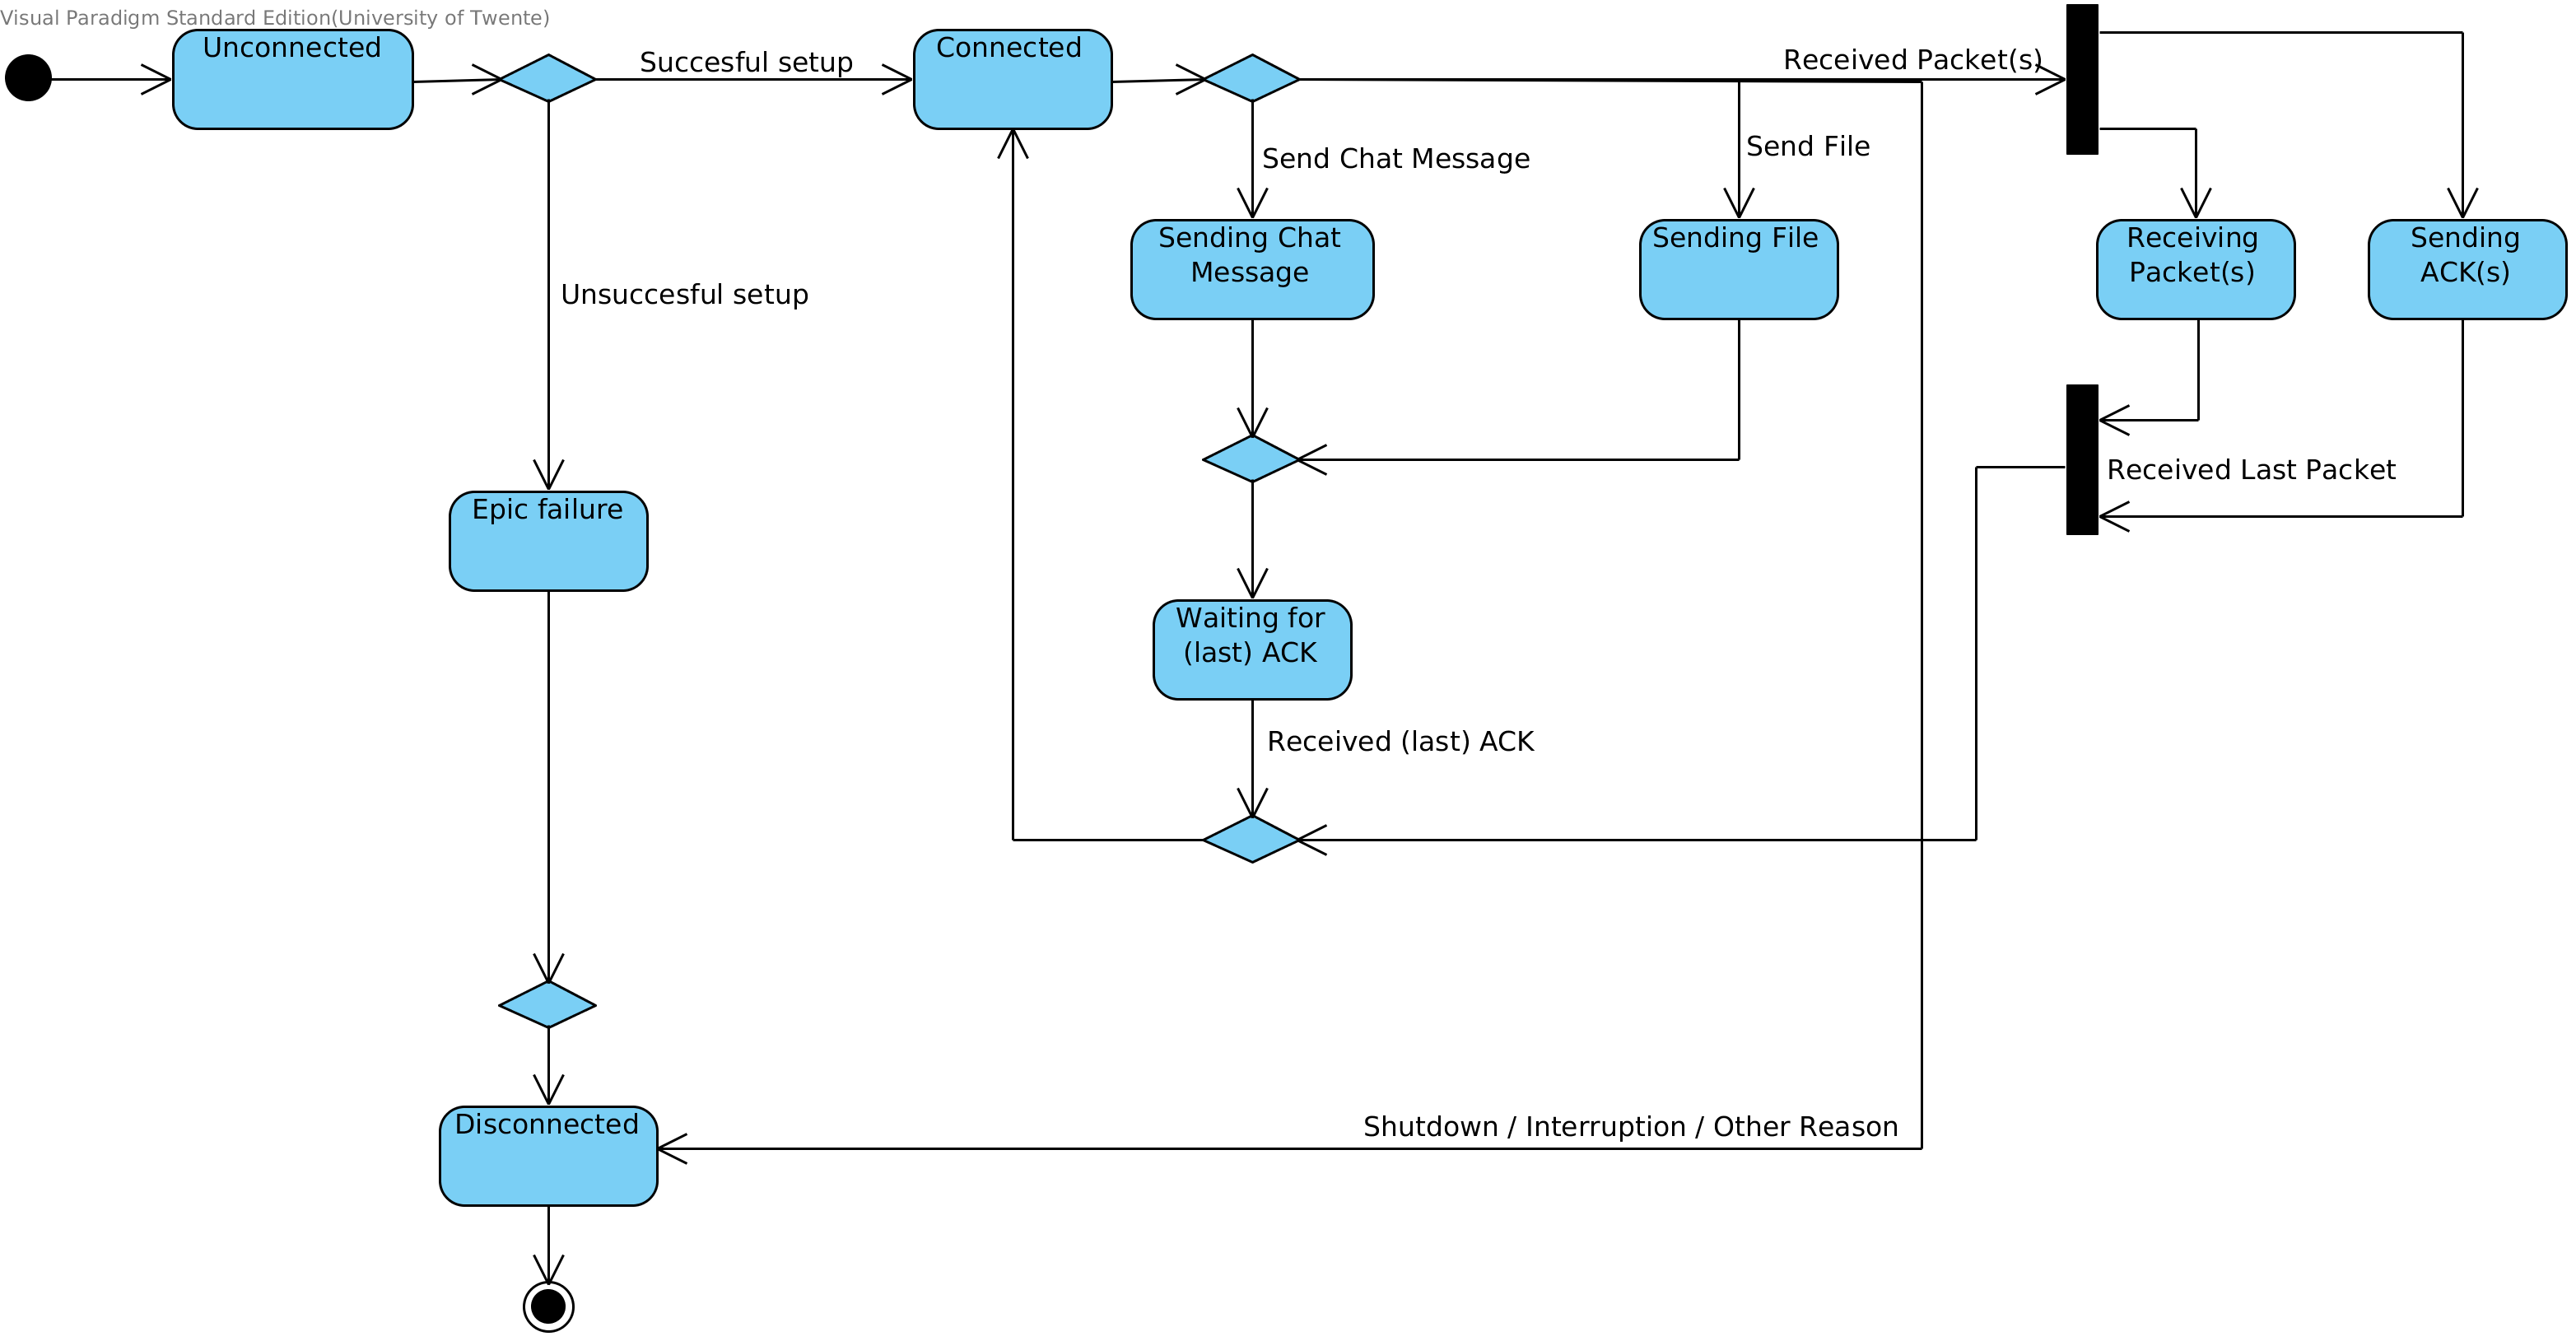 Visual Paradigm Standard Edition(University of Twente)
Unconnected
Succesful setup
Connected
Received Packet(s)
Send Chat Message
Send File
Sending Chat
Message
Sending File
Receiving
Packet(s)
Sending
ACK(s)
Unsuccesful setup
Received Last Packet
Epic failure
Waiting for
(last) ACK
Received (last) ACK
Disconnected
Shutdown / Interruption / Other Reason